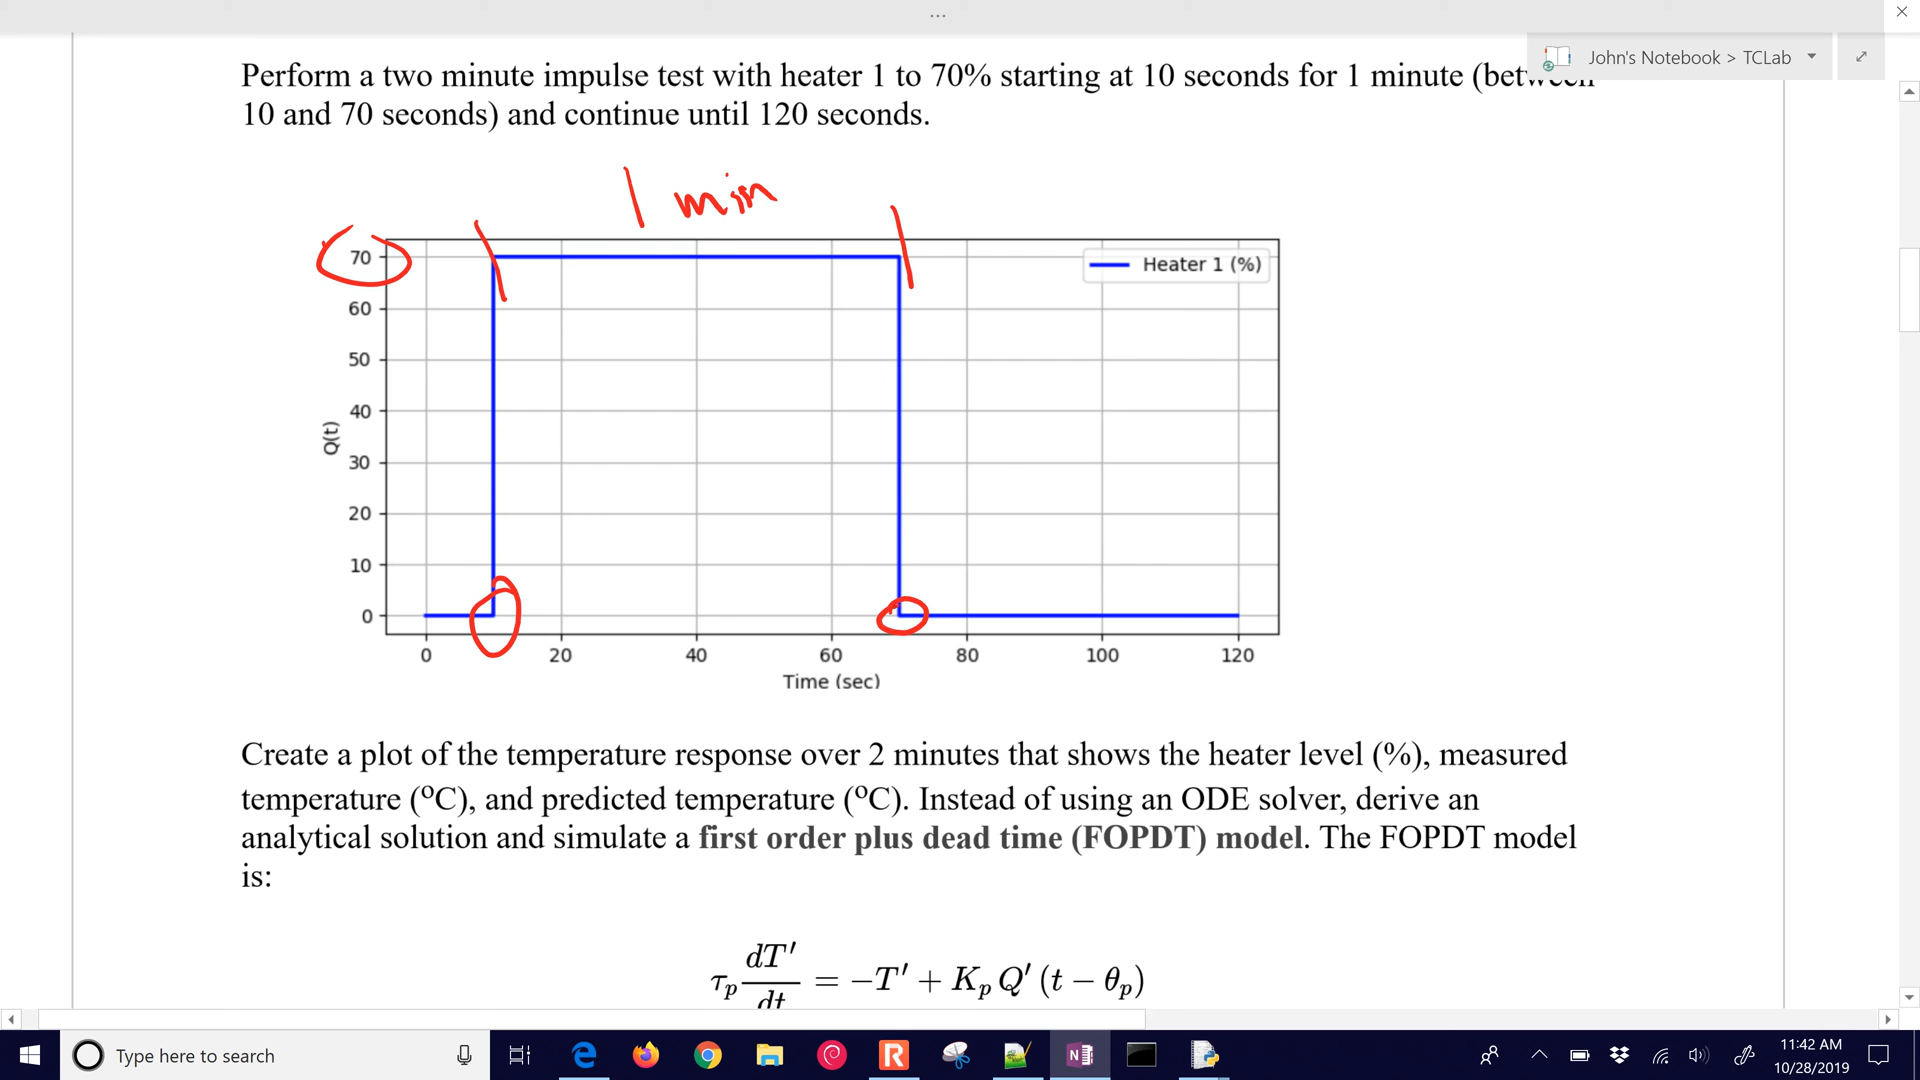 ...
John's Notebook > TCLab
Perform a two minute impulse test with heater 1 to 70% starting at 10 seconds for 1 minute (between
10 and 70 seconds) and continue until 120 seconds.
1 min
70
60
50
40
30
20
10
0
Q(t)
Heater 1 (%)
0 20 40 60 80 100 120
Time (sec)
Create a plot of the temperature response over 2 minutes that shows the heater level (%), measured
temperature (°C), and predicted temperature (°C). Instead of using an ODE solver, derive an
analytical solution and simulate a first order plus dead time (FOPDT) model. The FOPDT model
is:
τₚ dT′/dt = −T′ + Kₚ Q′ (t − θₚ)
Type here to search
11:42 AM
10/28/2019